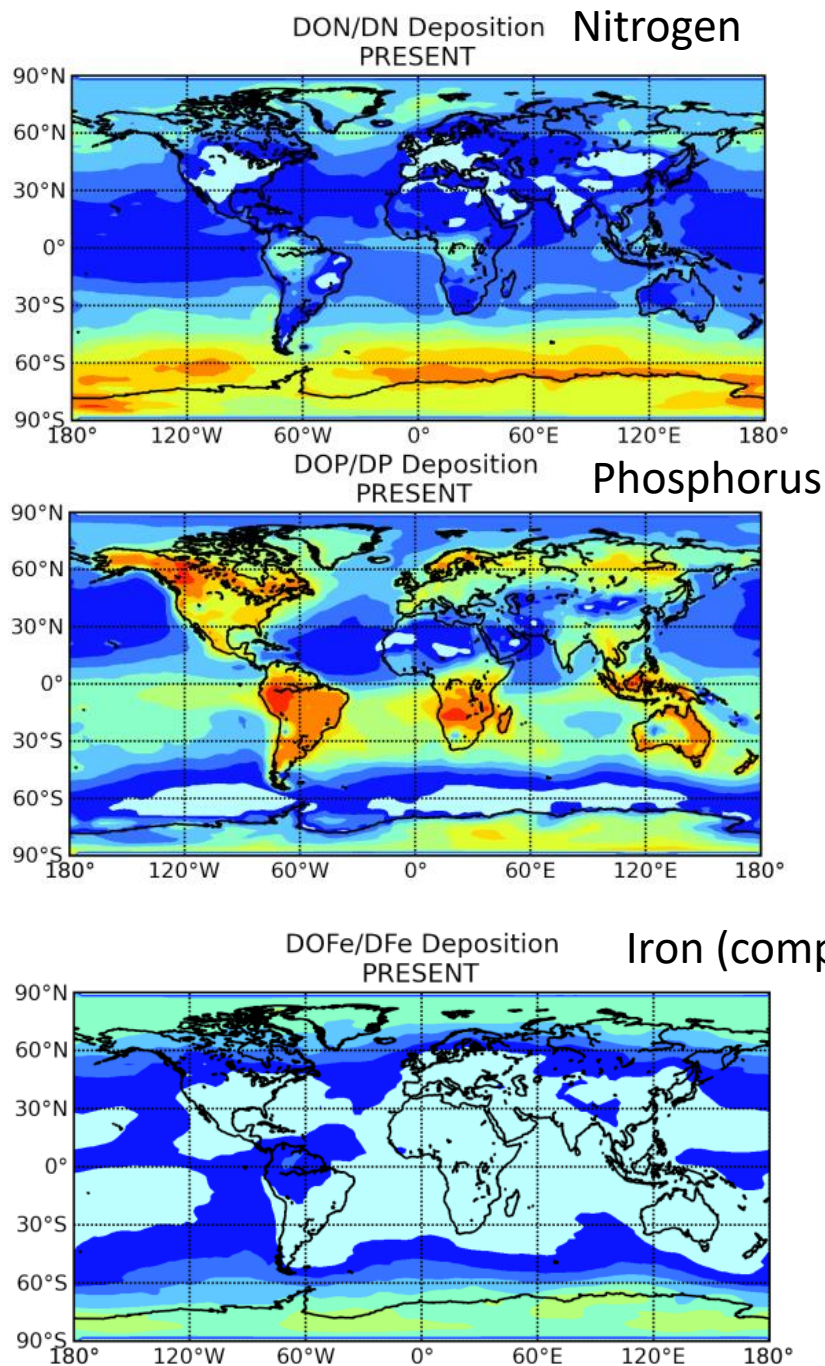 DON/DN Deposition Nitrogen
PRESENT
90°N
60°N
30°N
0°
30°S
60°S
90°S
180° 120°W 60°W 0° 60°E 120°E 180°
DOP/DP Deposition
PRESENT
Phosphorus
90°N
60°N
30°N
0°
30°S
60°S
90°S
180° 120°W 60°W 0° 60°E 120°E 180°
DOFe/DFe Deposition Iron (comp
PRESENT
90°N
60°N
30°N
0°
30°S
60°S
90°S
180° 120°W 60°W 0° 60°E 120°E 180°